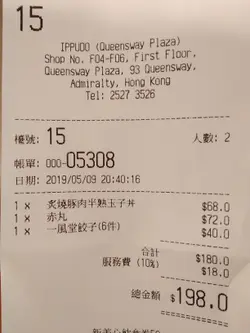 15
IPPUDO (Queensway Plaza)
Shop No. F04-F06, First Floor,
Queensway Plaza, 93 Queensway,
Admiralty, Hong Kong
Tel: 2527 3526
檯號: 15 人數: 2
帳單: 000-05308
日期: 2019/05/09 20:40:16
1× 炙燒豚肉半熟玉子丼 $68.0
1× 赤丸 $72.0
1× 一風堂餃子(6件) $40.0
合計 $180.0
服務費 (10%) $18.0
總金額 $198.0